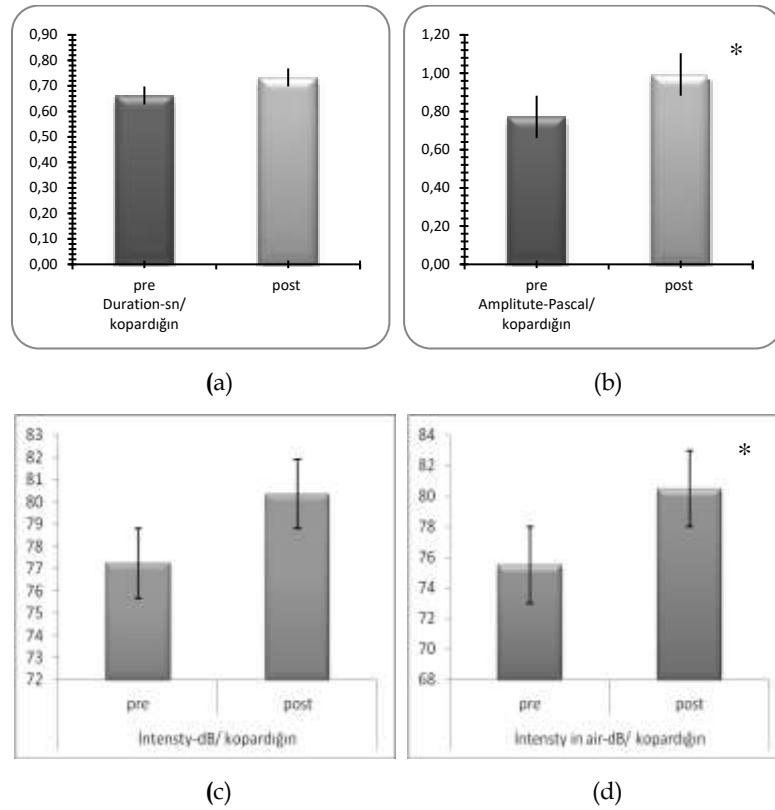 0,90
0,80
0,70
0,60
0,50
0,40
0,30
0,20
0,10
0,00
pre post
Duration-sn/
kopardığın
(a)
1,20
1,00
0,80
0,60
0,40
0,20
0,00
*
pre post
Amplitute-Pascal/
kopardığın
(b)
83
82
81
80
79
78
77
76
75
74
73
72
pre post
İntensty-dB/ kopardığın
(c)
84
82
80
78
76
74
72
70
68
*
pre post
İntensty in air-dB/ kopardığın
(d)